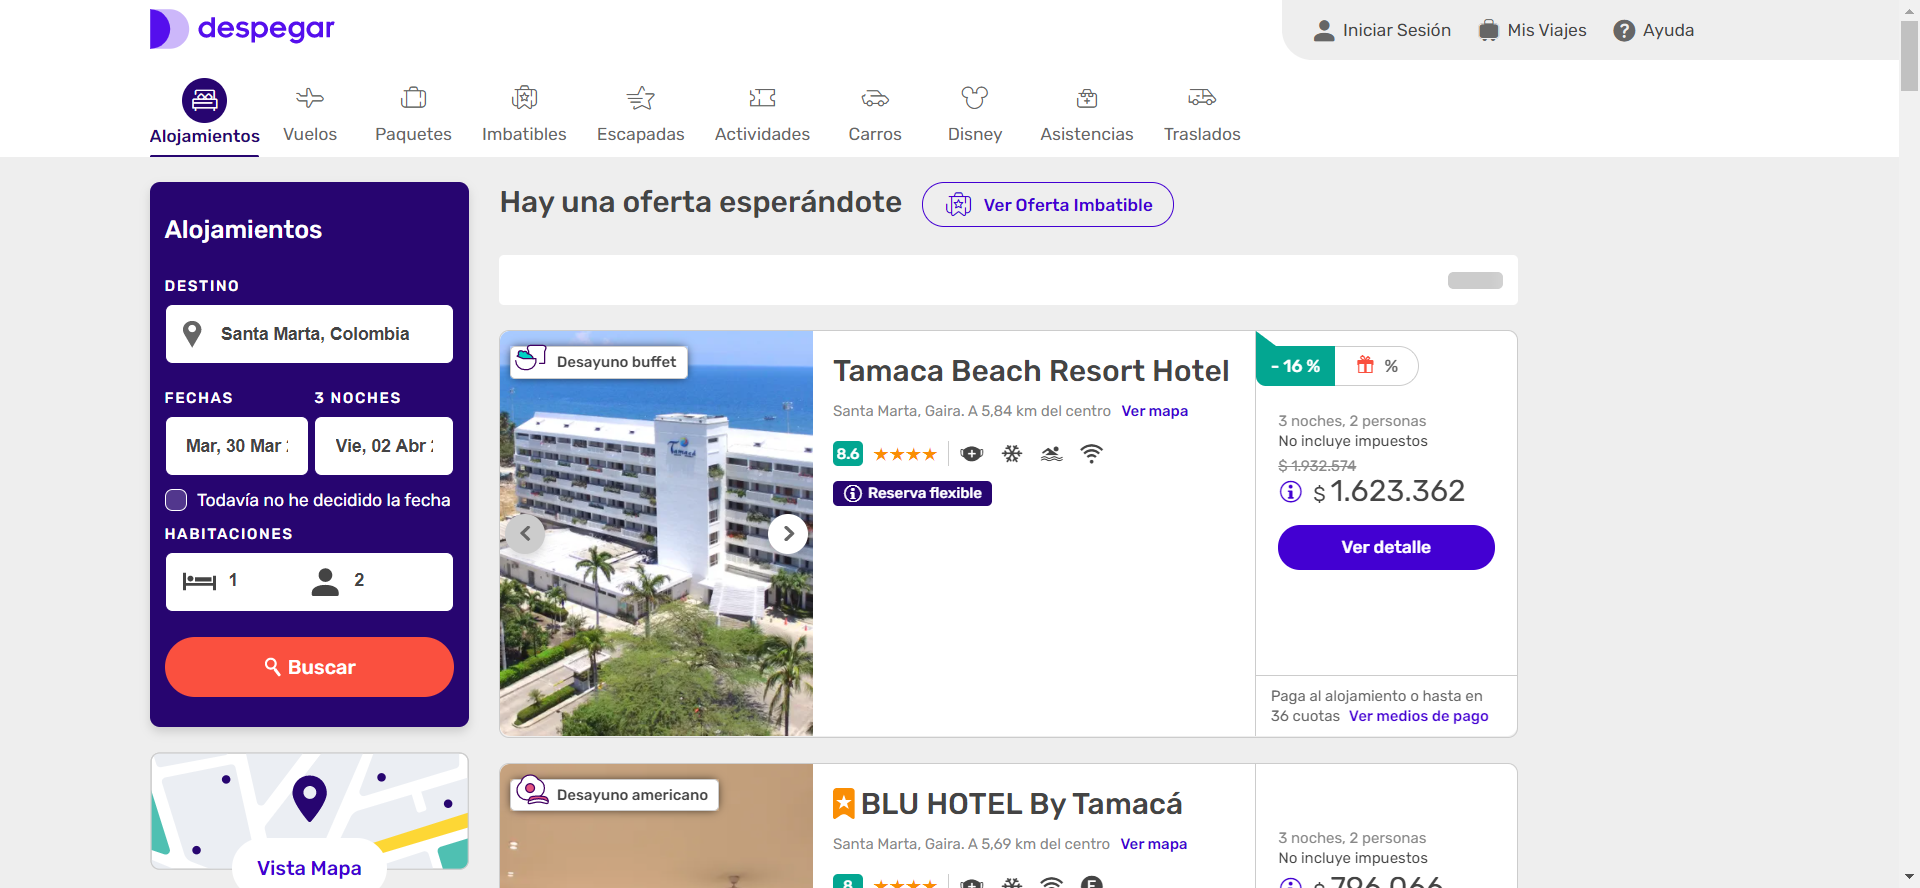 despegar
Iniciar Sesión
Mis Viajes
Ayuda
Alojamientos
Vuelos
Paquetes
Imbatibles
Escapadas
Actividades
Carros
Disney
Asistencias
Traslados
Alojamientos
DESTINO
Santa Marta, Colombia
FECHAS
3 NOCHES
Mar, 30 Mar
Vie, 02 Abr
Todavía no he decidido la fecha
HABITACIONES
1
2
Buscar
Vista Mapa
Hay una oferta esperándote
Ver Oferta Imbatible
Desayuno buffet
Tamacá
Tamaca Beach Resort Hotel
Santa Marta, Gaira. A 5,84 km del centro Ver mapa
8.6
Reserva flexible
- 16 %
%
3 noches, 2 personas
No incluye impuestos
$ 1.932.574
$ 1.623.362
Ver detalle
Paga al alojamiento o hasta en
36 cuotas Ver medios de pago
Desayuno americano
BLU HOTEL By Tamacá
Santa Marta, Gaira. A 5,69 km del centro Ver mapa
8
3 noches, 2 personas
No incluye impuestos
$ 796.066